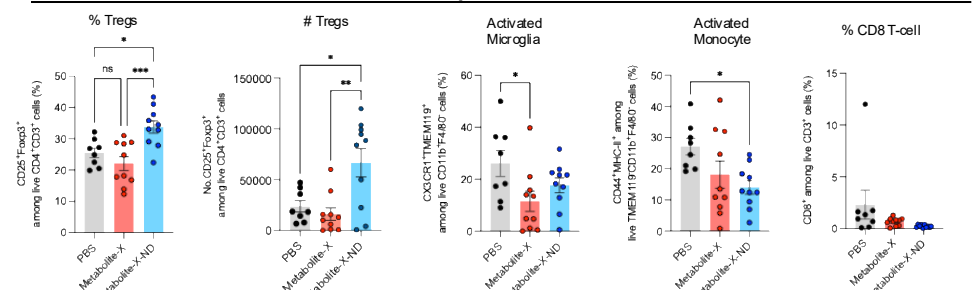 % Tregs
# Tregs
Activated
Microglia
Activated
Monocyte
% CD8 T-cell
CD25⁺Foxp3⁺
among live CD4⁺CD3⁺ cells (%)
50
40
30
20
10
0
*
ns
***
PBS
Metabolite-X
Metabolite-X-ND
No.CD25⁺Foxp3⁺
among live CD4⁺CD3⁺ cells
150000
100000
50000
0
*
**
PBS
Metabolite-X
Metabolite-X-ND
CX3CR1⁺TMEM119⁺
among live CD11b⁺F4/80⁻ cells (%)
60
40
20
0
*
PBS
Metabolite-X
Metabolite-X-ND
CD44⁺MHC-II⁺ among
live TMEM119⁻CD11b⁺F4/80⁻ cells (%)
50
40
30
20
10
0
*
PBS
Metabolite-X
Metabolite-X-ND
CD8⁺ among live CD3⁺ cells (%)
15
10
5
0
PBS
Metabolite-X
abolite-X-ND